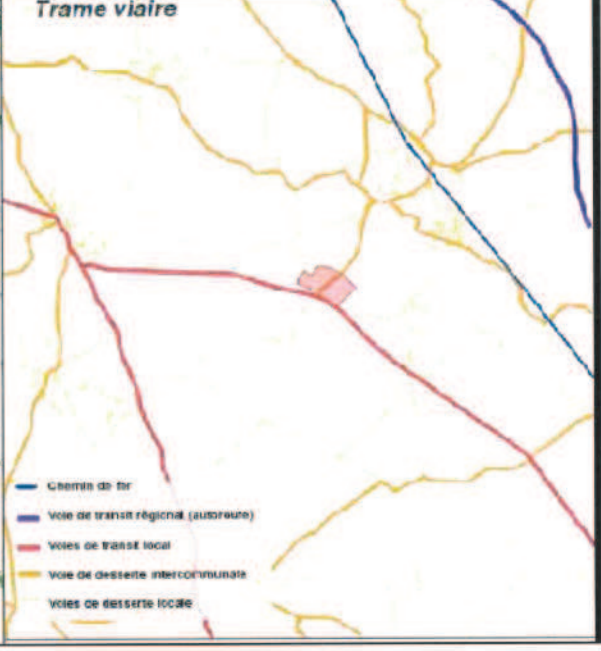 Trame viaire
Chemin de fer
Voie de transit régional (autoroute)
Voies de transit local
Voie de desserte intercommunale
Voies de desserte locale